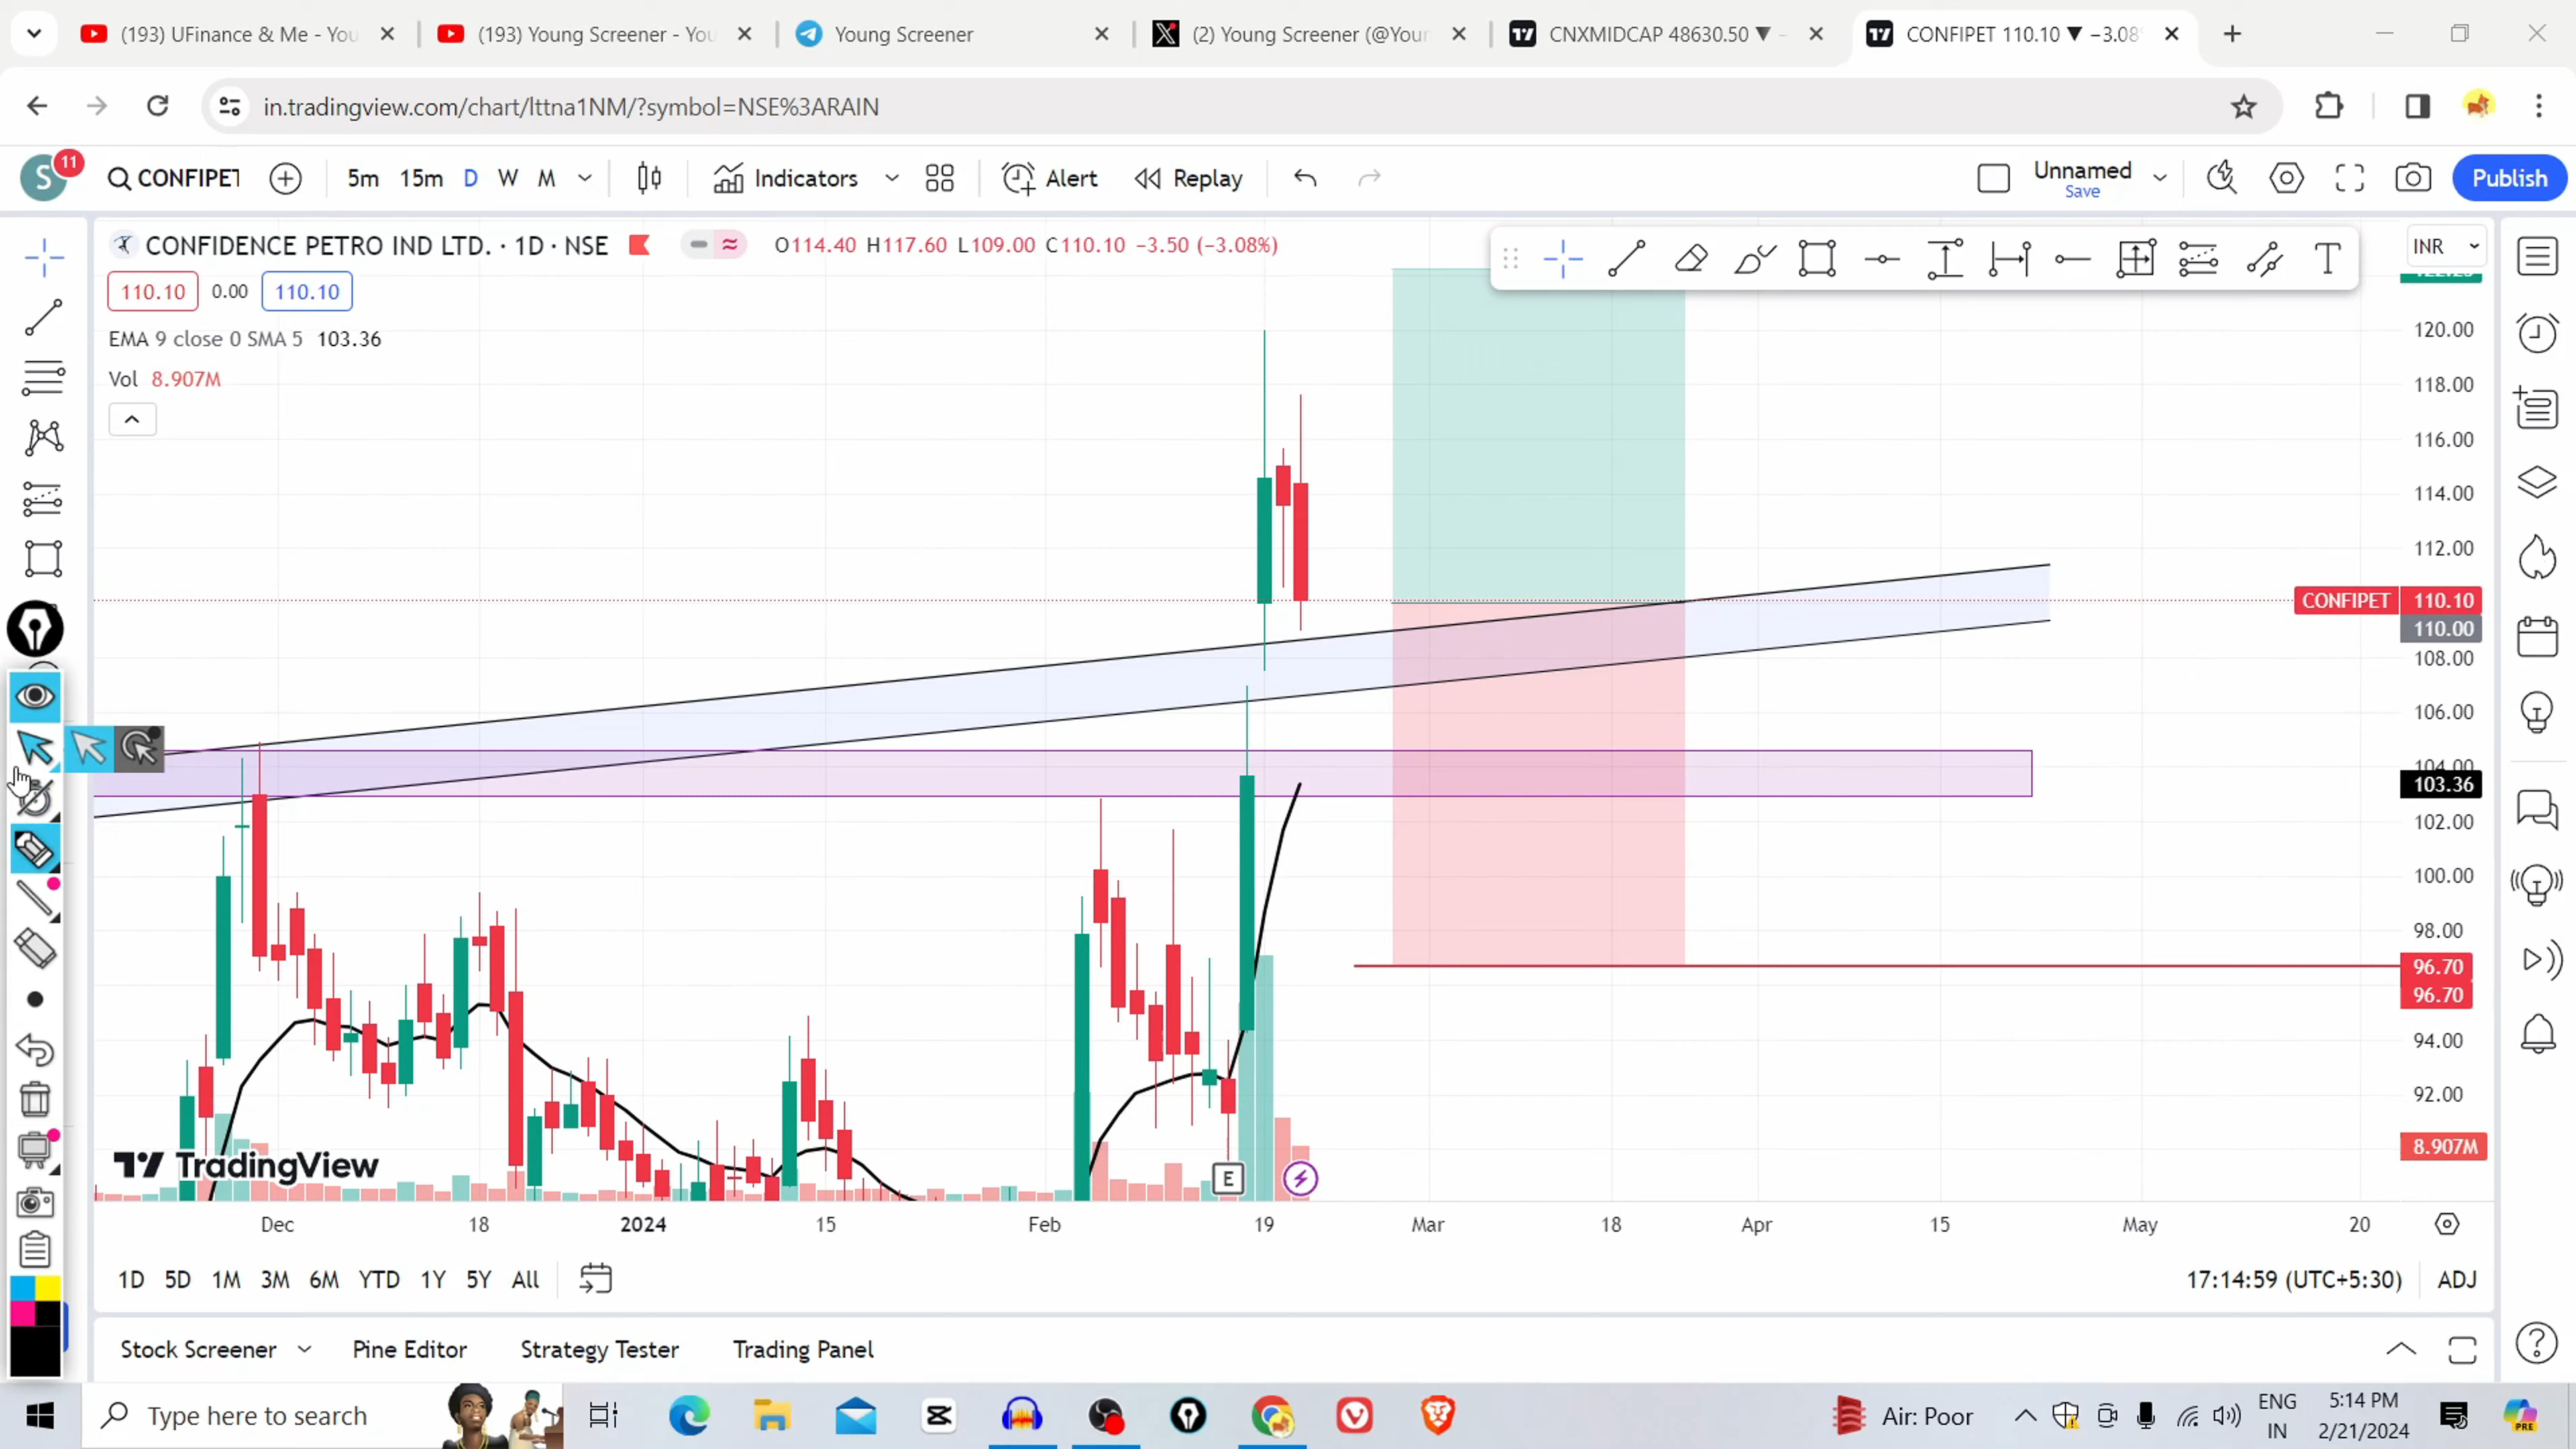 (193) UFinance & Me - You
(193) Young Screener - You
Young Screener
(2) Young Screener (@Your
CNXMIDCAP 48630.50 ▼ −
CONFIPET 110.10 ▼ −3.08%
in.tradingview.com/chart/lttna1NM/?symbol=NSE%3ARAIN
S
11
CONFIPET
5m
15m
D
W
M
Indicators
Alert
Replay
Unnamed
Save
Publish
CONFIDENCE PETRO IND LTD. · 1D · NSE
O114.40 H117.60 L109.00 C110.10 −3.50 (−3.08%)
INR
110.10
0.00
110.10
EMA 9 close 0 SMA 5 103.36
Vol 8.907M
120.00
118.00
116.00
114.00
112.00
CONFIPET 110.10
110.00
108.00
106.00
104.00
103.36
102.00
100.00
98.00
96.70
96.70
94.00
92.00
8.907M
TradingView
E
Dec
18
2024
15
Feb
19
Mar
18
Apr
15
May
20
1D
5D
1M
3M
6M
YTD
1Y
5Y
All
17:14:59 (UTC+5:30)
ADJ
Stock Screener
Pine Editor
Strategy Tester
Trading Panel
Type here to search
Air: Poor
ENG
IN
5:14 PM
2/21/2024
PRE